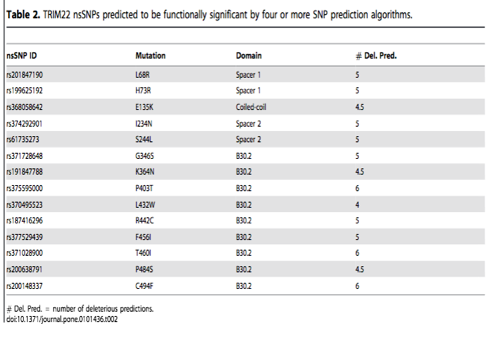 Table 2. TRIM22 nsSNPs predicted to be functionally significant by four or more SNP prediction algorithms.
nsSNP ID Mutation Domain # Del. Pred.
rs201847190 L68R Spacer 1 5
rs199625192 H73R Spacer 1 5
rs368058642 E135K Coiled-coil 4.5
rs374292901 I234N Spacer 2 5
rs61735273 S244L Spacer 2 5
rs371728648 G346S B30.2 5
rs191847788 K364N B30.2 4.5
rs375595000 P403T B30.2 6
rs370495523 L432W B30.2 4
rs187416296 R442C B30.2 5
rs377529439 F456I B30.2 5
rs371028900 T460I B30.2 6
rs200638791 P484S B30.2 4.5
rs200148337 C494F B30.2 6
# Del. Pred. = number of deleterious predictions.
doi:10.1371/journal.pone.0101436.t002